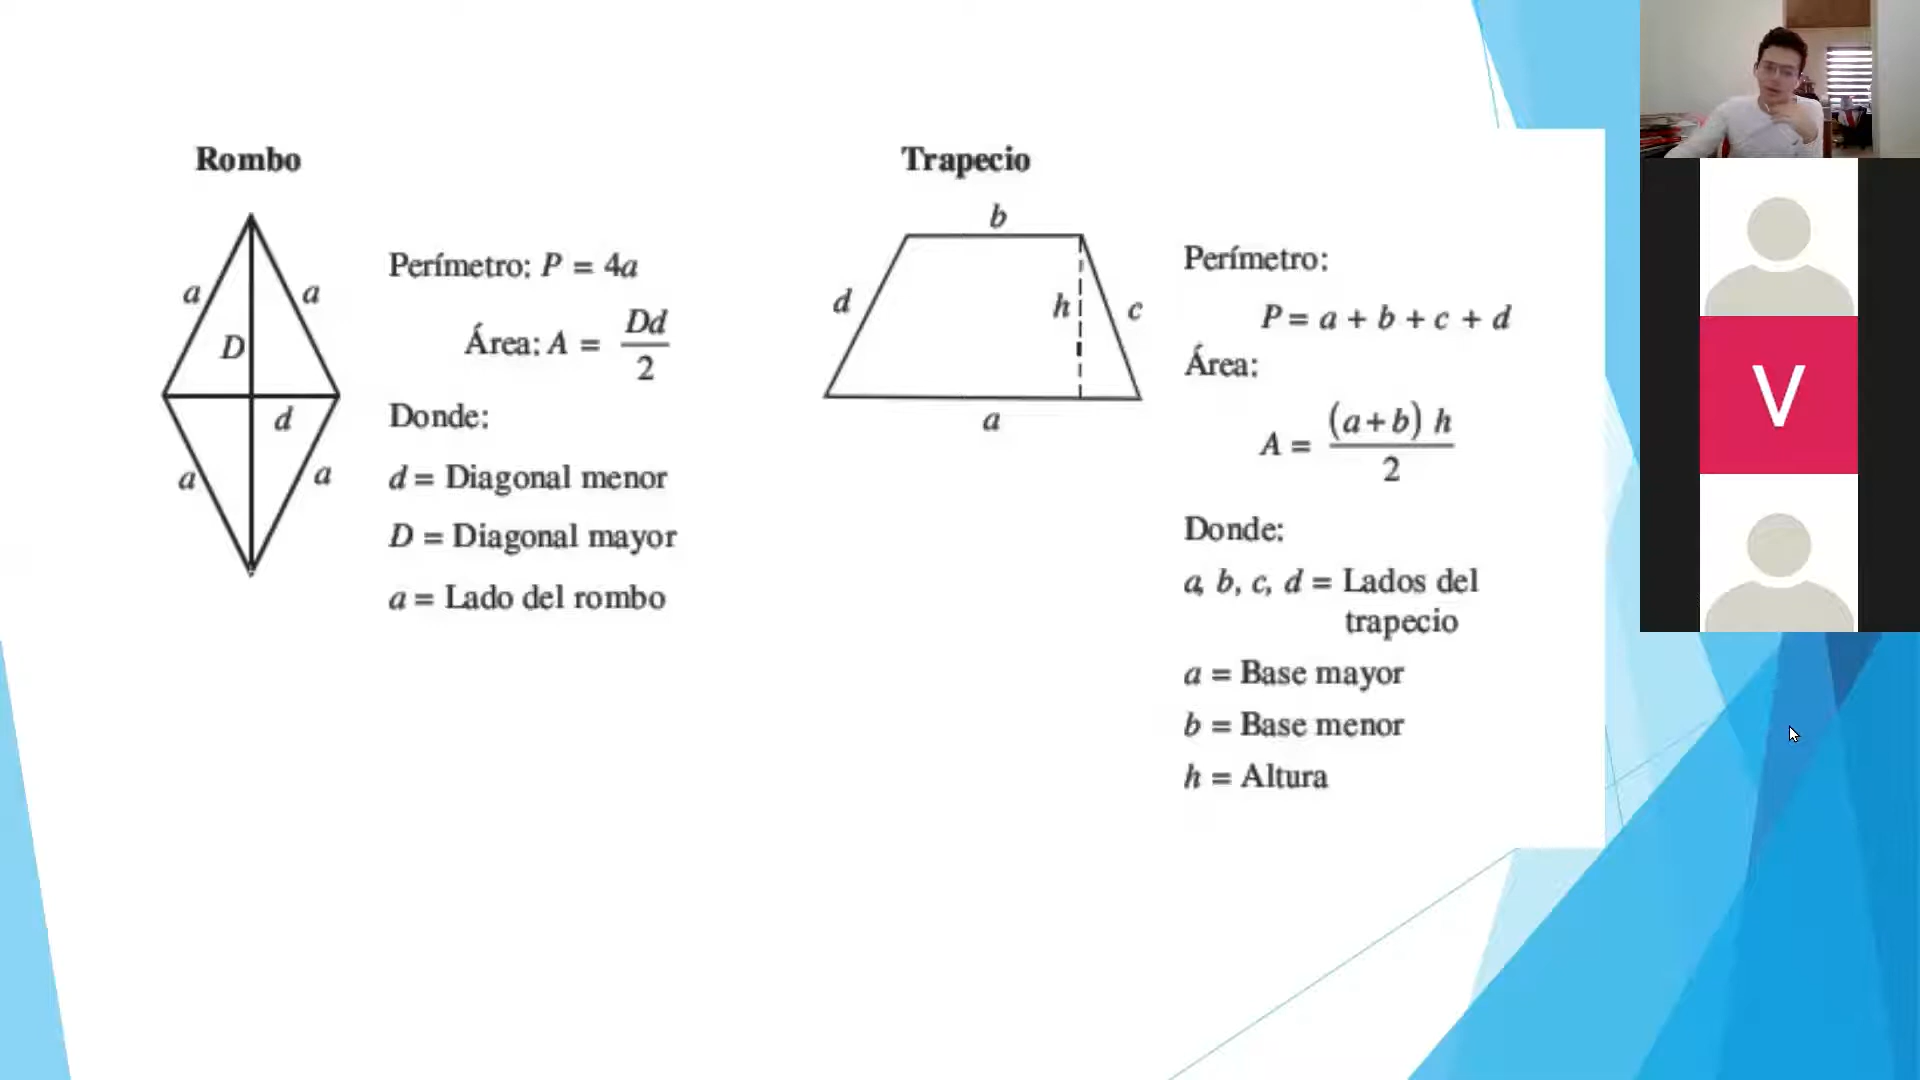 Rombo
a
a
D
d
a
a
Perímetro: P = 4a
Área: A = Dd/2
Donde:
d = Diagonal menor
D = Diagonal mayor
a = Lado del rombo
Trapecio
b
d
h
c
a
Perímetro:
P = a + b + c + d
Área:
A = (a+b) h/2
Donde:
a, b, c, d = Lados del
trapecio
a = Base mayor
b = Base menor
h = Altura
V